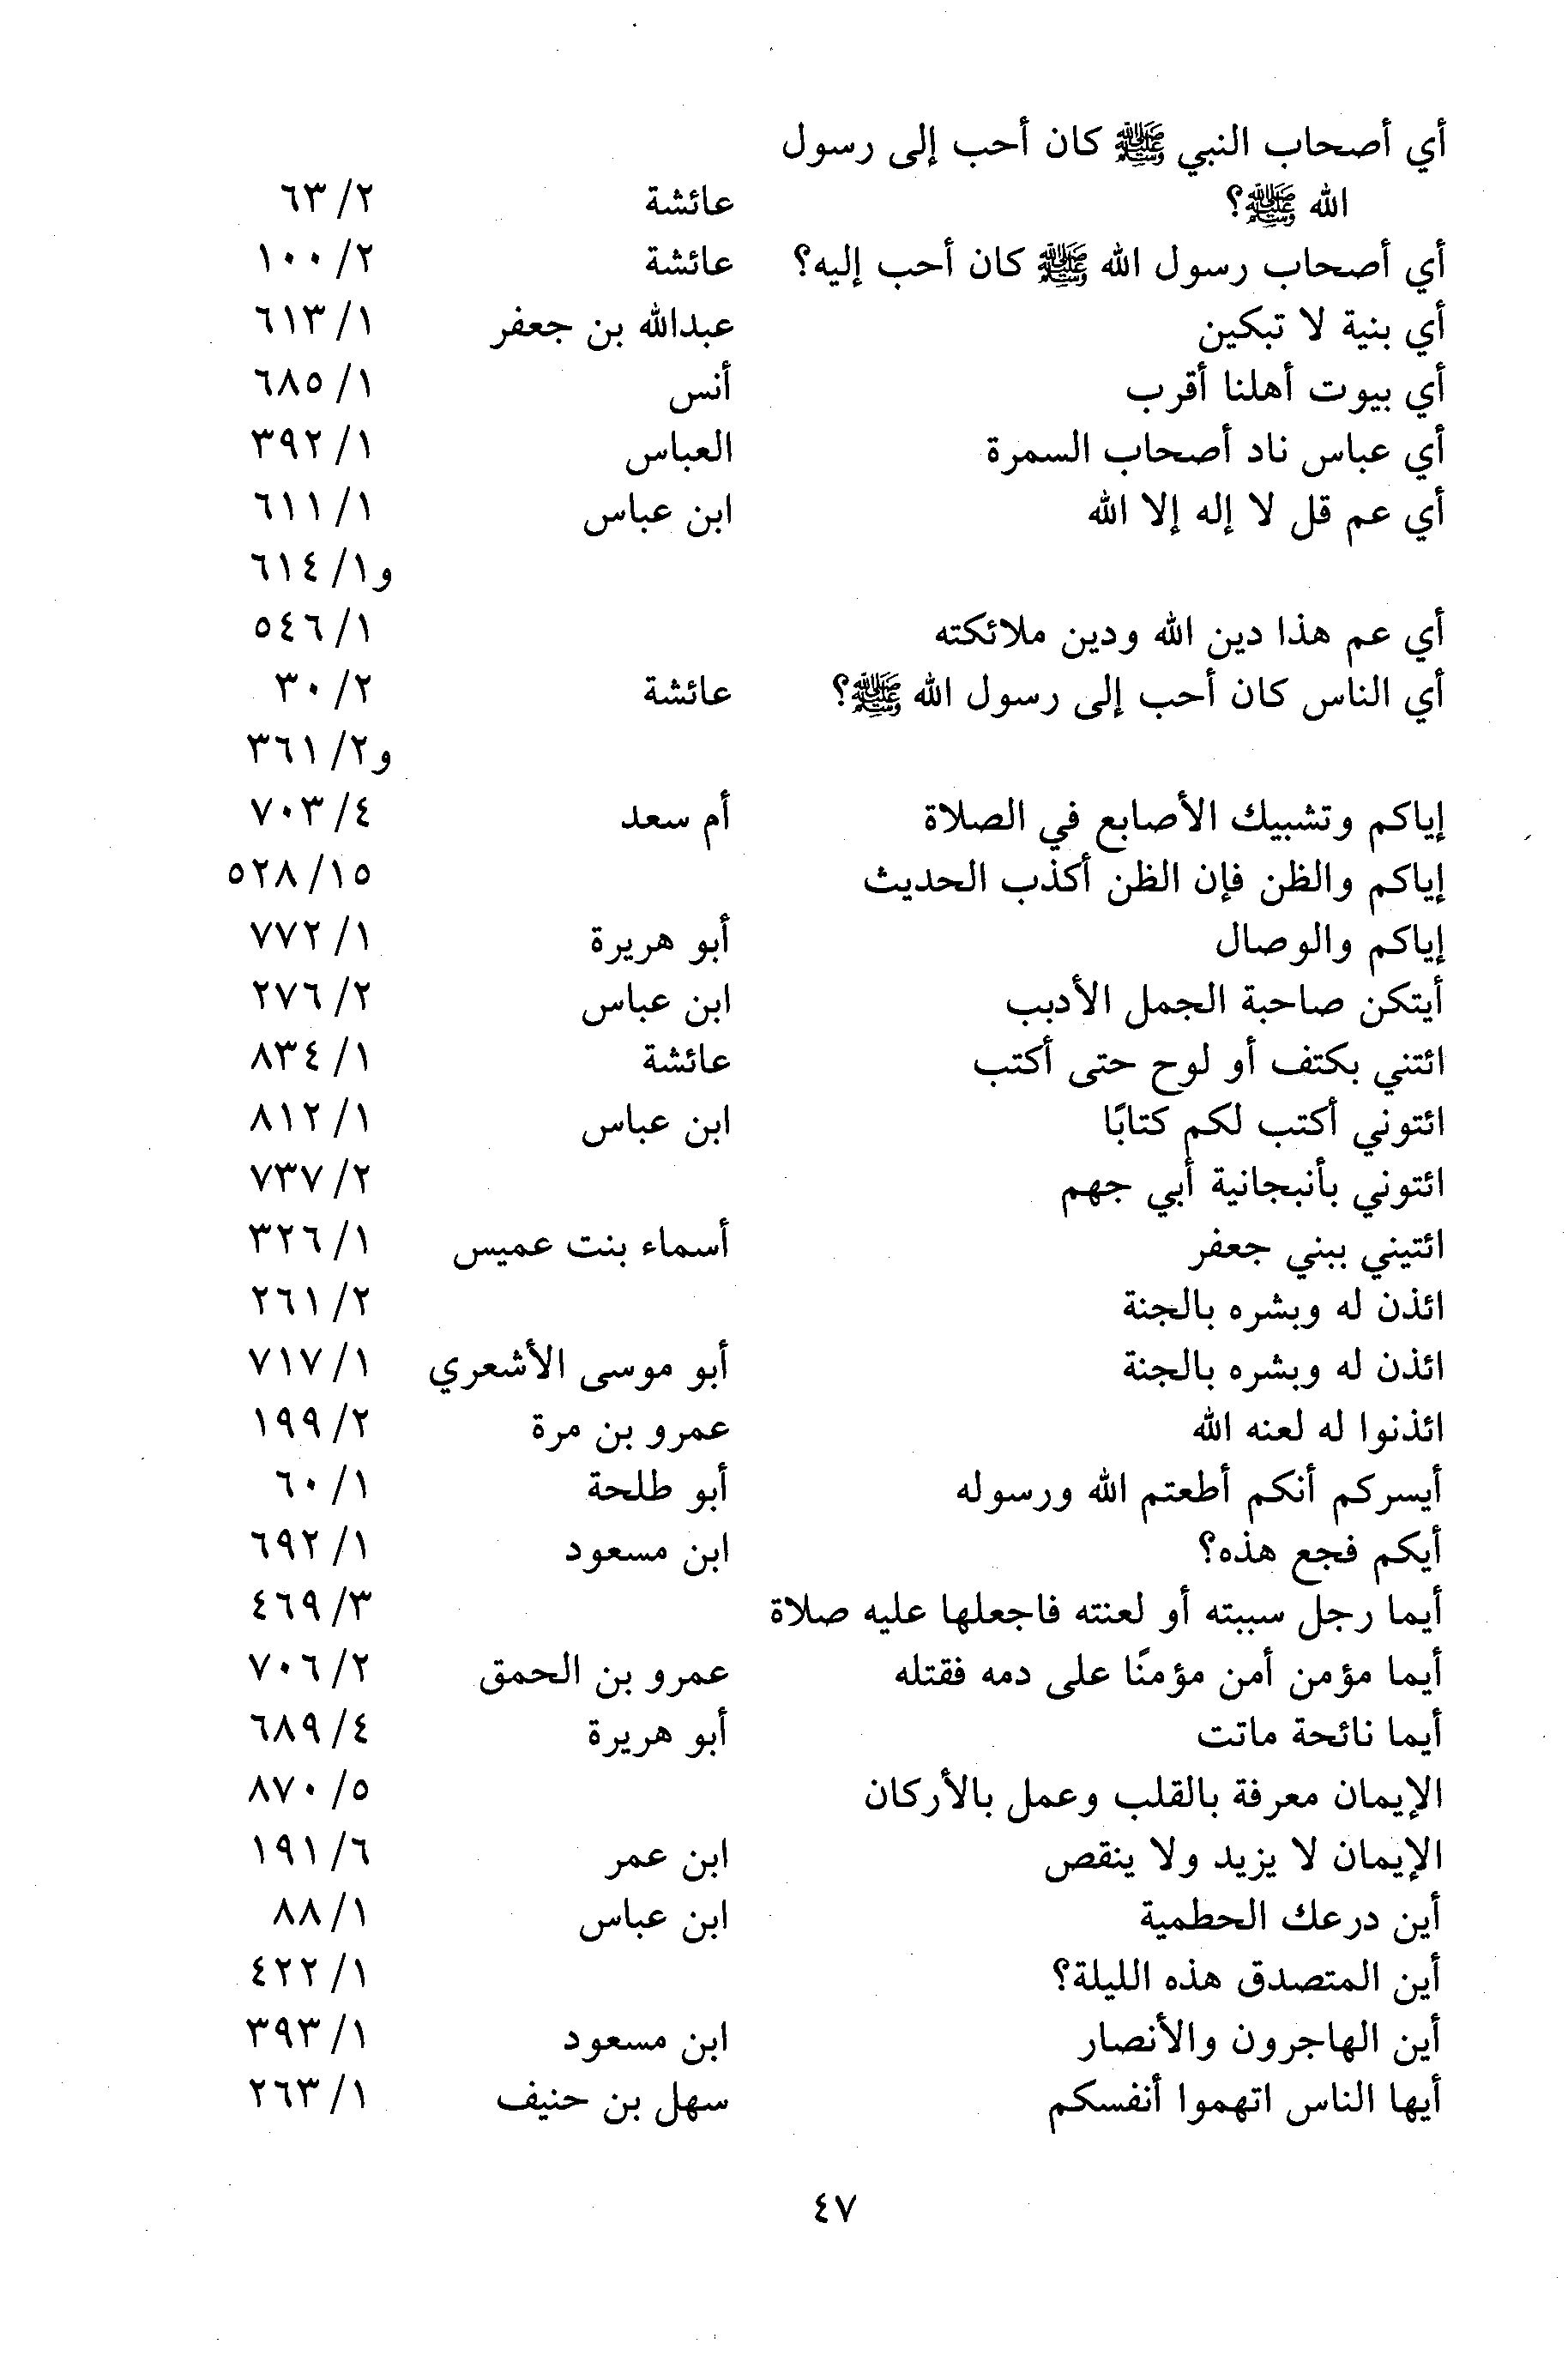 أي أصحاب النبي ﷺ كان أحب إلى رسول
الله ﷺ؟ عائشة ٢/ ٦٣
أي أصحاب رسول الله ﷺ كان أحب إليه؟ عائشة ٢/ ١٠٠
أي بنية لا تبكين عبدالله بن جعفر ١/ ٦١٣
أي بيوت أهلنا أقرب أنس ١/ ٦٨٥
أي عباس ناد أصحاب السمرة العباس ١/ ٣٩٢
أي عم قل لا إله إلا الله ابن عباس ١/ ٦١١
و١/ ٦١٤
أي عم هذا دين الله ودين ملائكته ١/ ٥٤٦
أي الناس كان أحب إلى رسول الله ﷺ؟ عائشة ٢/ ٣٠
و٢/ ٣٦١
إياكم وتشبيك الأصابع في الصلاة أم سعد ٤/ ٧٠٣
إياكم والظن فإن الظن أكذب الحديث ١٥/ ٥٢٨
إياكم والوصال أبو هريرة ١/ ٧٧٢
أيتكن صاحبة الجمل الأدبب ابن عباس ٢/ ٢٧٦
ائتني بكتف أو لوح حتى أكتب عائشة ١/ ٨٣٤
ائتوني أكتب لكم كتابًا ابن عباس ١/ ٨١٢
ائتوني بأنبجانية أبي جهم ٢/ ٧٣٧
ائتيني ببني جعفر أسماء بنت عميس ١/ ٣٢٦
ائذن له وبشره بالجنة ٢/ ٢٦١
ائذن له وبشره بالجنة أبو موسى الأشعري ١/ ٧١٧
ائذنوا له لعنه الله عمرو بن مرة ٢/ ١٩٩
أيسركم أنكم أطعتم الله ورسوله أبو طلحة ١/ ٦٠
أيكم فجع هذه؟ ابن مسعود ١/ ٦٩٢
أيما رجل سببته أو لعنته فاجعلها عليه صلاة ٣/ ٤٦٩
أيما مؤمن أمن مؤمنًا على دمه فقتله عمرو بن الحمق ٢/ ٧٠٦
أيما نائحة ماتت أبو هريرة ٤/ ٦٨٩
الإيمان معرفة بالقلب وعمل بالأركان ٥/ ٨٧٠
الإيمان لا يزيد ولا ينقص ابن عمر ٦/ ١٩١
أين درعك الحطمية ابن عباس ١/ ٨٨
أين المتصدق هذه الليلة؟ ١/ ٤٢٢
أين الهاجرون والأنصار ابن مسعود ١/ ٣٩٣
أيها الناس اتهموا أنفسكم سهل بن حنيف ١/ ٢٦٣
٤٧